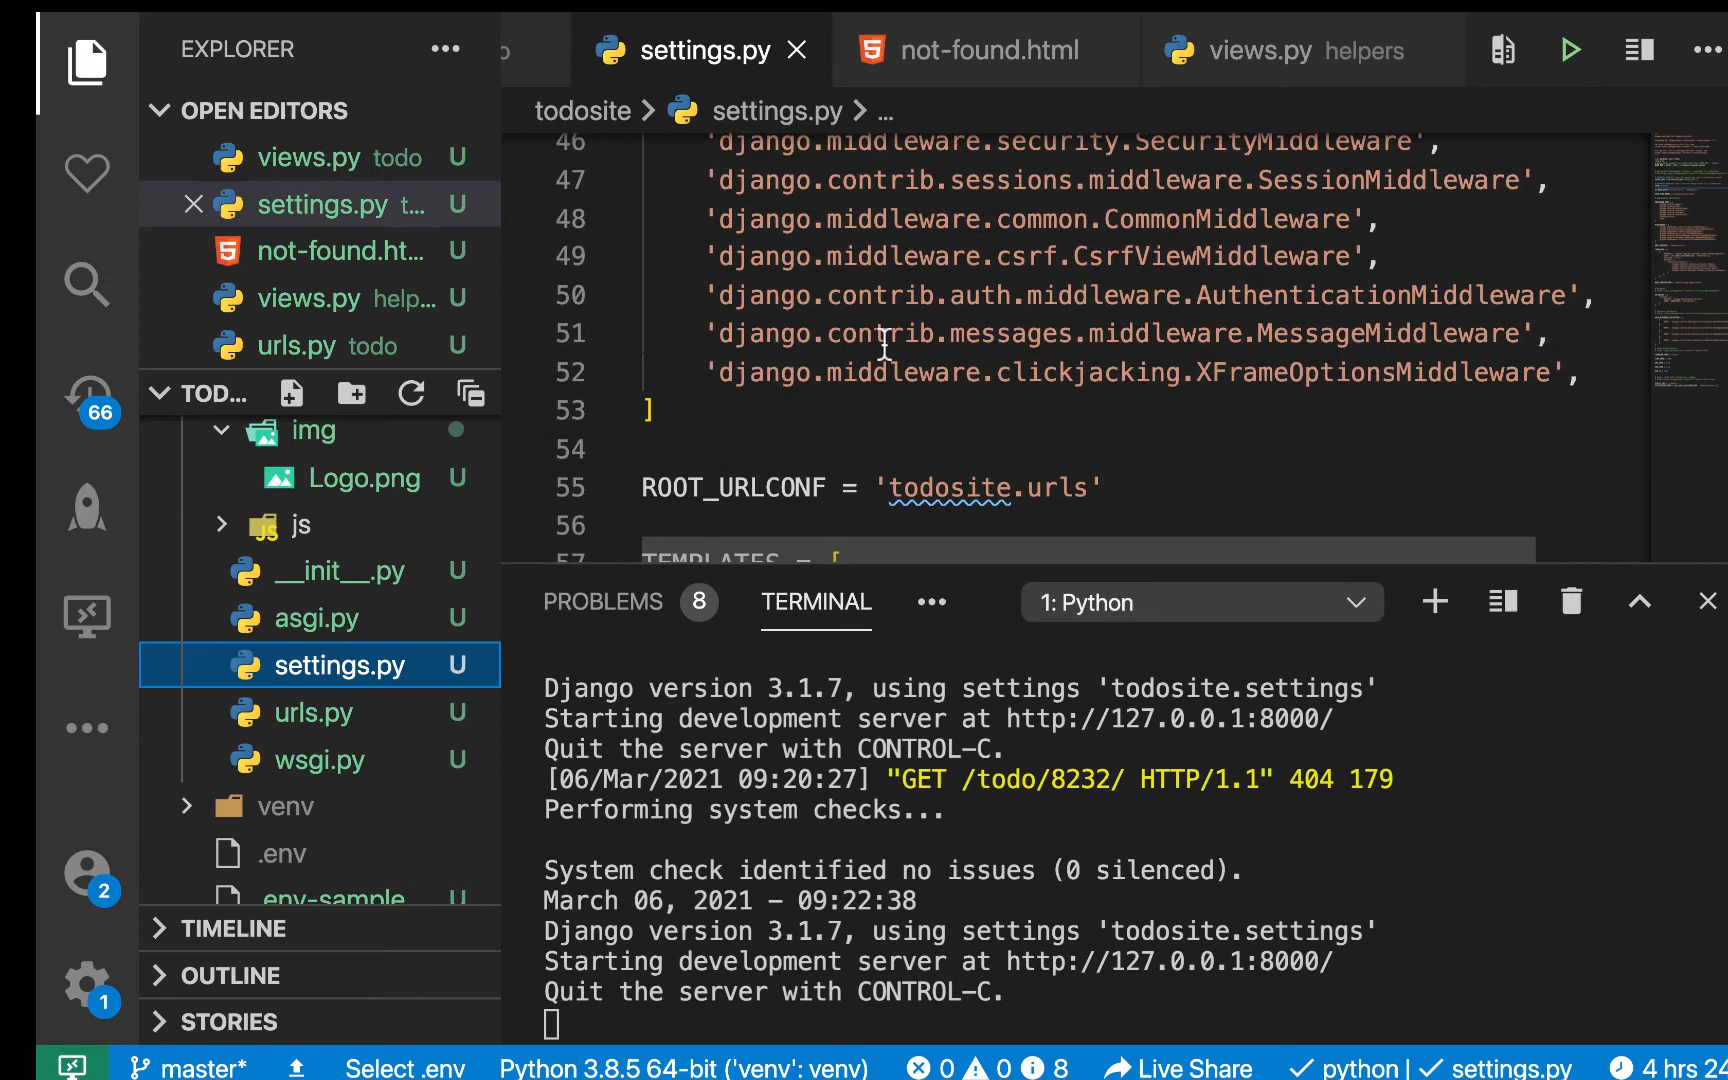 EXPLORER
settings.py
not-found.html
views.py helpers
OPEN EDITORS
todosite > settings.py > ...
views.py todo U
settings.py t... U
not-found.ht... U
views.py help... U
urls.py todo U
46 'django.middleware.security.SecurityMiddleware',
47 'django.contrib.sessions.middleware.SessionMiddleware',
48 'django.middleware.common.CommonMiddleware',
49 'django.middleware.csrf.CsrfViewMiddleware',
50 'django.contrib.auth.middleware.AuthenticationMiddleware',
51 'django.contrib.messages.middleware.MessageMiddleware',
52 'django.middleware.clickjacking.XFrameOptionsMiddleware',
53 ]
54
55 ROOT_URLCONF = 'todosite.urls'
56
57 TEMPLATES = [
TOD...
66
img
Logo.png U
JS js
__init__.py U
asgi.py U
settings.py U
urls.py U
wsgi.py U
venv
.env
env-sample U
TIMELINE
OUTLINE
STORIES
2
1
PROBLEMS 8 TERMINAL ... 1: Python
Django version 3.1.7, using settings 'todosite.settings'
Starting development server at http://127.0.0.1:8000/
Quit the server with CONTROL-C.
[06/Mar/2021 09:20:27] "GET /todo/8232/ HTTP/1.1" 404 179
Performing system checks...
System check identified no issues (0 silenced).
March 06, 2021 - 09:22:38
Django version 3.1.7, using settings 'todosite.settings'
Starting development server at http://127.0.0.1:8000/
Quit the server with CONTROL-C.
master* Select .env Python 3.8.5 64-bit ('venv': venv) 0 0 8 Live Share python | settings.py 4 hrs 24